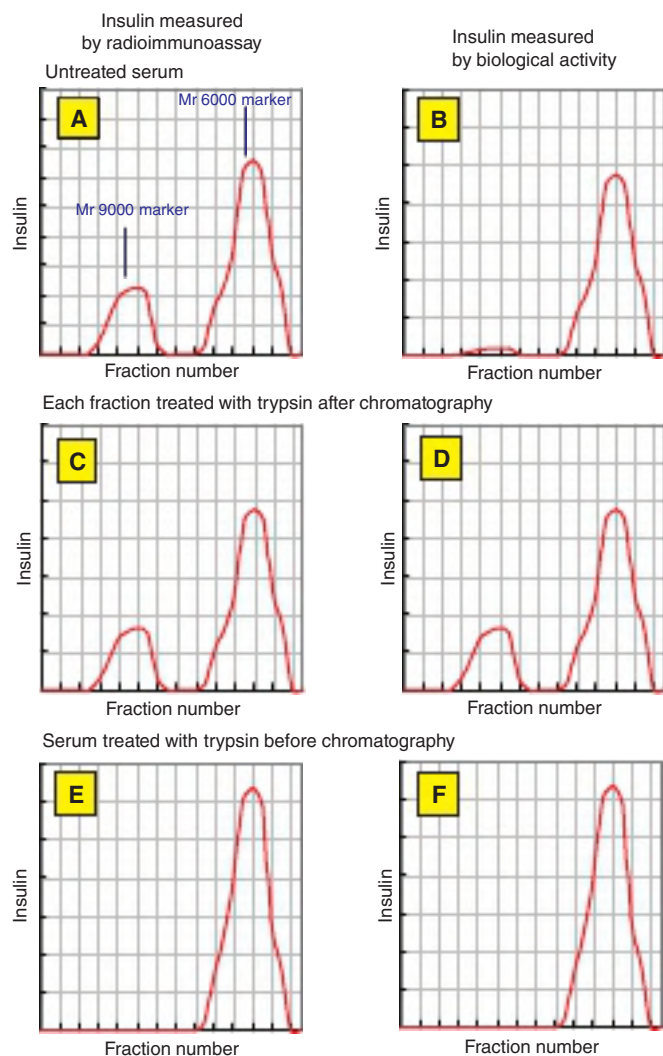 Insulin measured
by radioimmunoassay
Insulin measured
by biological activity
Untreated serum
A
Mr 6000 marker
Mr 9000 marker
Insulin
Fraction number
B
Insulin
Fraction number
Each fraction treated with trypsin after chromatography
C
Insulin
Fraction number
D
Insulin
Fraction number
Serum treated with trypsin before chromatography
E
Insulin
Fraction number
F
Insulin
Fraction number